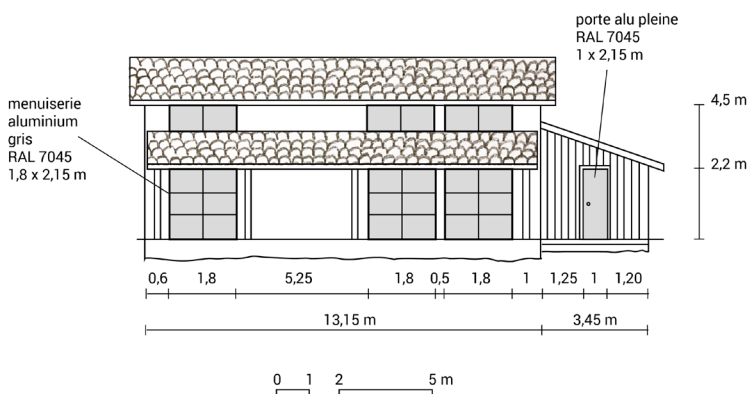 porte alu pleine
RAL 7045
1 x 2,15 m
menuiserie
aluminium
gris
RAL 7045
1,8 x 2,15 m
4,5 m
2,2 m
0,6 1,8 5,25 1,8 0,5 1,8 1 1,25 1 1,20
13,15 m 3,45 m
0 1 2 5 m